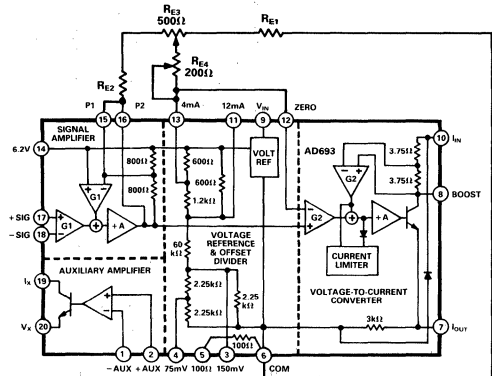 RE3
500Ω
RE1
RE4
200Ω
RE2
P1
P2
4mA
12mA
VIN
ZERO
15
16
13
11
9
12
SIGNAL
AMPLIFIER
800Ω
800Ω
6.2V
14
600Ω
600Ω
1.2kΩ
VOLT
REF
AD693
10
IIN
3.75Ω
3.75Ω
G2
8
BOOST
+SIG
17
−SIG
18
G1
G1
+A
G2
+A
CURRENT
LIMITER
60
kΩ
VOLTAGE
REFERENCE
& OFFSET
DIVIDER
VOLTAGE-TO-CURRENT
CONVERTER
AUXILIARY AMPLIFIER
IX
19
VX
20
2.25kΩ
2.25kΩ
2.25
kΩ
3kΩ
7
IOUT
100Ω
1
2
4
5
3
6
−AUX
+AUX
75mV
100Ω
150mV
COM